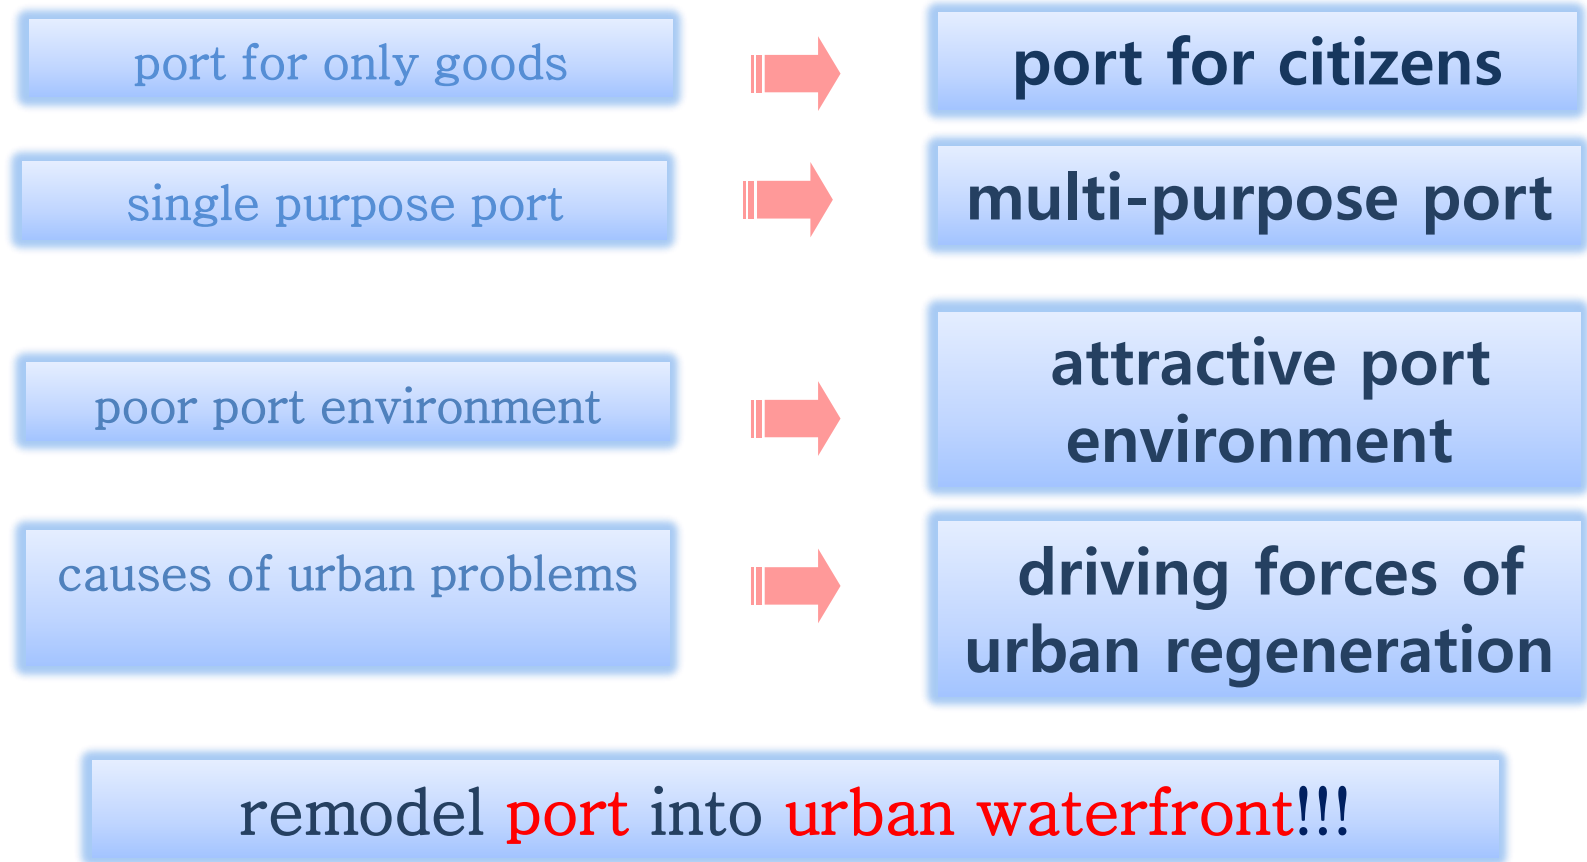 port for only goods
port for citizens
single purpose port
multi-purpose port
poor port environment
attractive port
environment
causes of urban problems
driving forces of
urban regeneration
remodel port into urban waterfront!!!